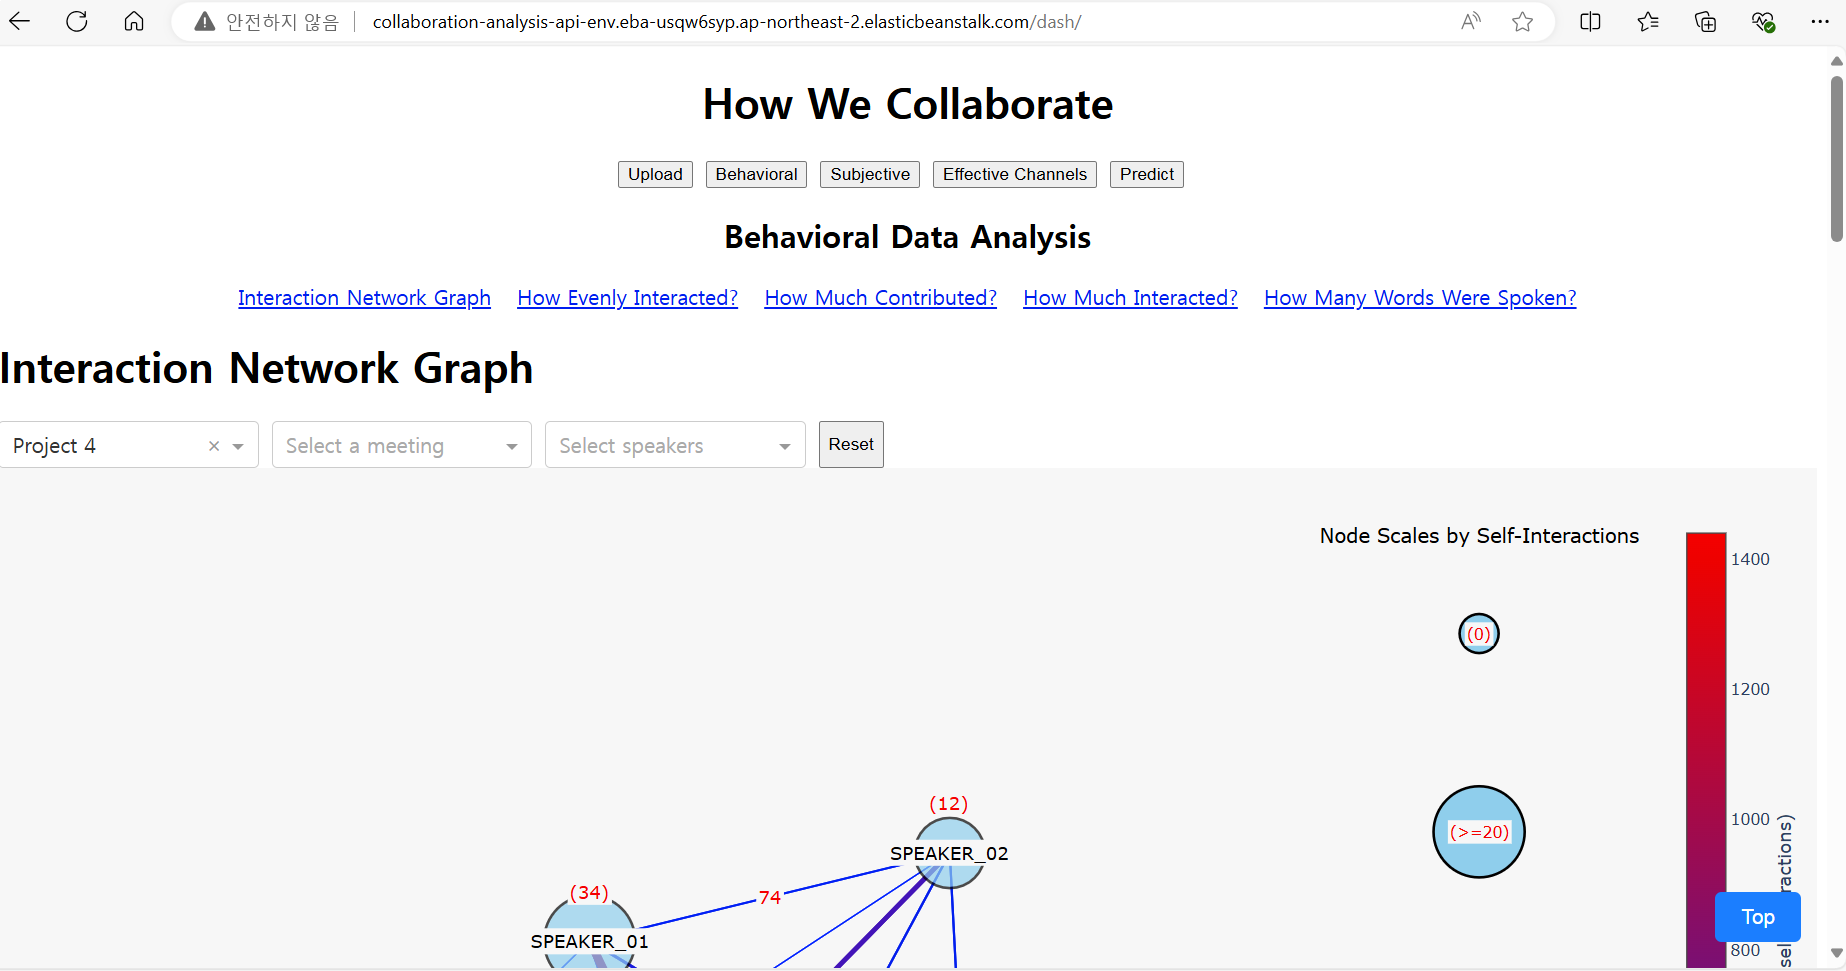 안전하지 않음 collaboration-analysis-api-env.eba-usqw6syp.ap-northeast-2.elasticbeanstalk.com/dash/
How We Collaborate
Upload Behavioral Subjective Effective Channels Predict
Behavioral Data Analysis
Interaction Network Graph How Evenly Interacted? How Much Contributed? How Much Interacted? How Many Words Were Spoken?
Interaction Network Graph
Project 4 Select a meeting Select speakers Reset
Node Scales by Self-Interactions
1400
(0)
1200
(12)
1000
(>=20)
SPEAKER_02
(34)
74
Top
SPEAKER_01
800